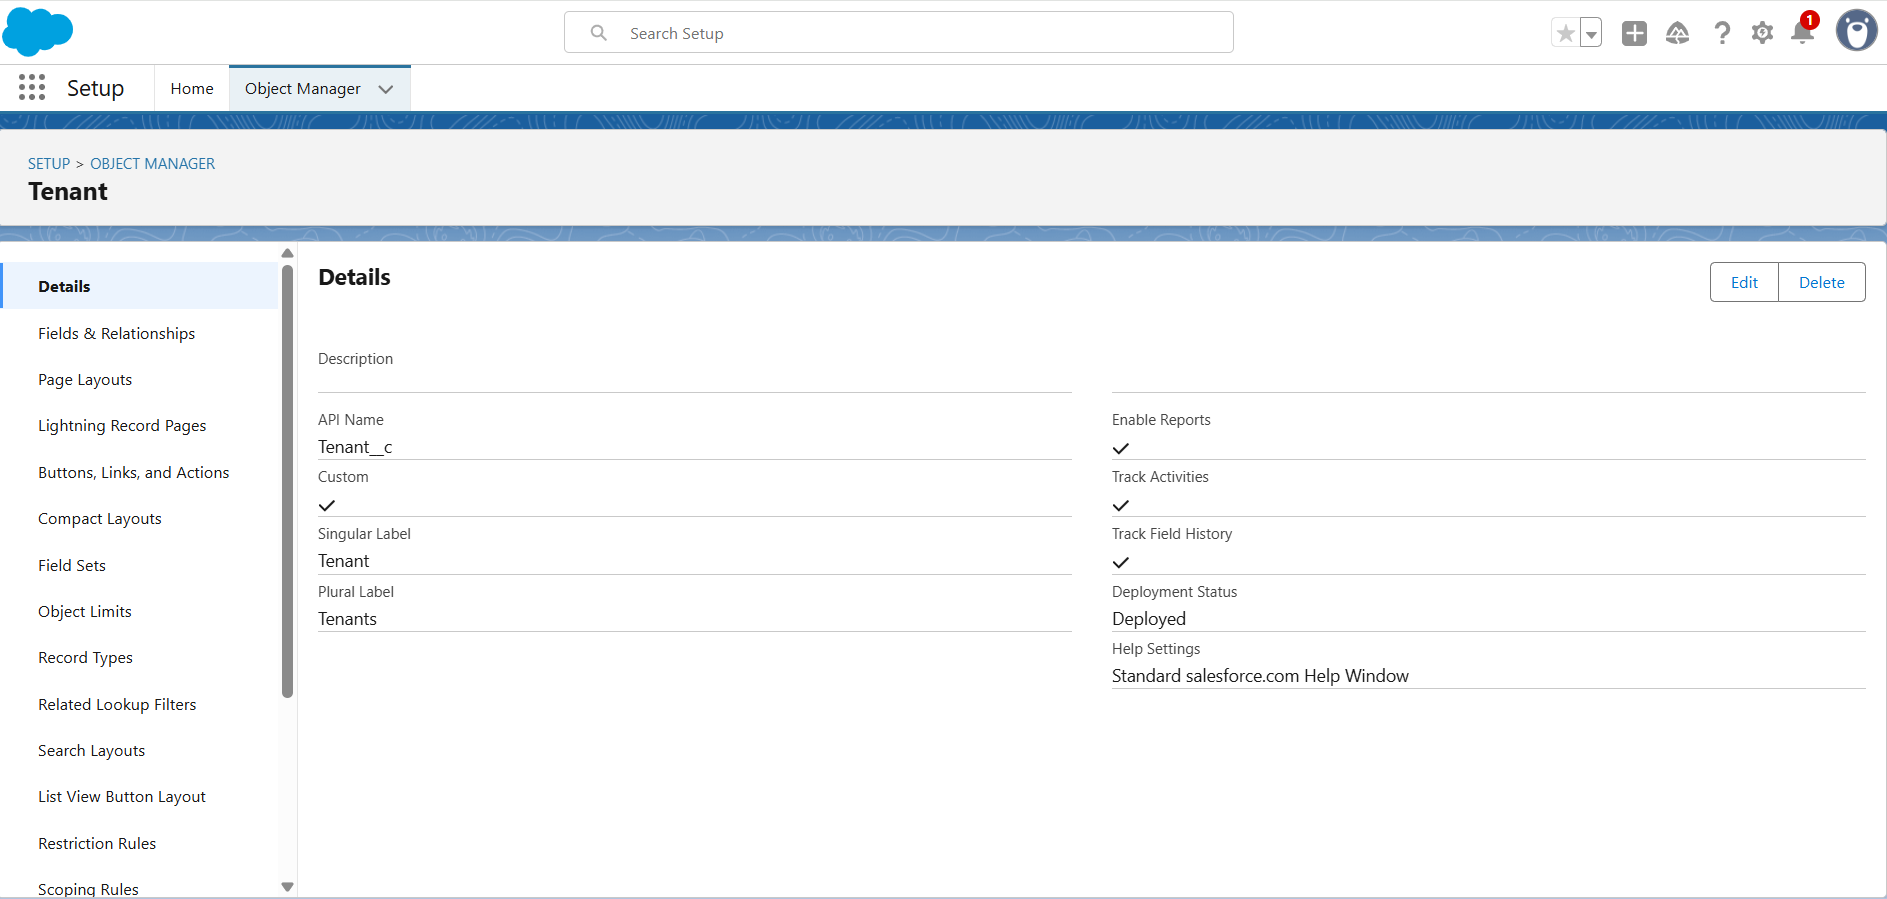 Search Setup
1
Setup
Home
Object Manager
SETUP > OBJECT MANAGER
Tenant
Details
Fields & Relationships
Page Layouts
Lightning Record Pages
Buttons, Links, and Actions
Compact Layouts
Field Sets
Object Limits
Record Types
Related Lookup Filters
Search Layouts
List View Button Layout
Restriction Rules
Scoping Rules
Details
Edit
Delete
Description
API Name
Tenant__c
Custom
Singular Label
Tenant
Plural Label
Tenants
Enable Reports
Track Activities
Track Field History
Deployment Status
Deployed
Help Settings
Standard salesforce.com Help Window